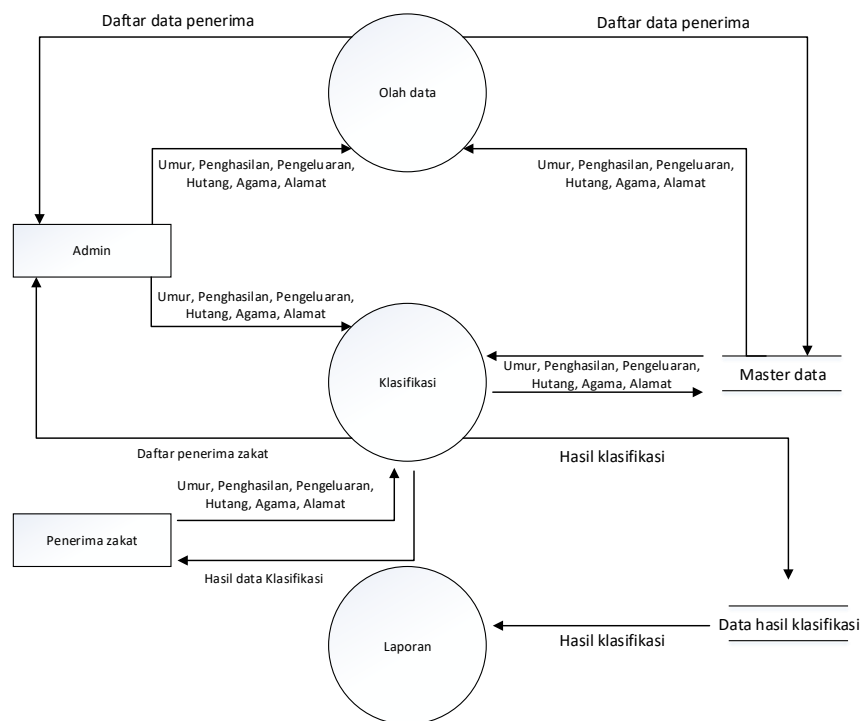 Daftar data penerima
Daftar data penerima
Olah data
Umur, Penghasilan, Pengeluaran,
Hutang, Agama, Alamat
Umur, Penghasilan, Pengeluaran,
Hutang, Agama, Alamat
Admin
Umur, Penghasilan, Pengeluaran,
Hutang, Agama, Alamat
Klasifikasi
Umur, Penghasilan, Pengeluaran,
Hutang, Agama, Alamat
Master data
Daftar penerima zakat
Hasil klasifikasi
Umur, Penghasilan, Pengeluaran,
Hutang, Agama, Alamat
Penerima zakat
Hasil data Klasifikasi
Laporan
Hasil klasifikasi
Data hasil klasifikasi